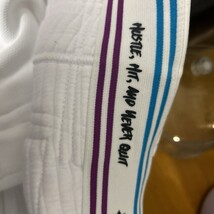 HUSTLE, HIT, AND NEVER QUIT